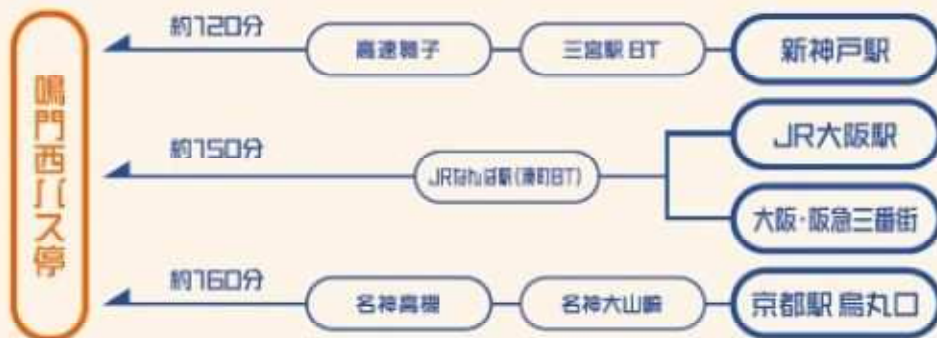 鳴門西バス停
約120分
高速舞子
三宮駅 BT
新神戸駅
約150分
JRなんば駅(湊町BT)
JR大阪駅
大阪・阪急三番街
約160分
名神高槻
名神大山崎
京都駅 烏丸口